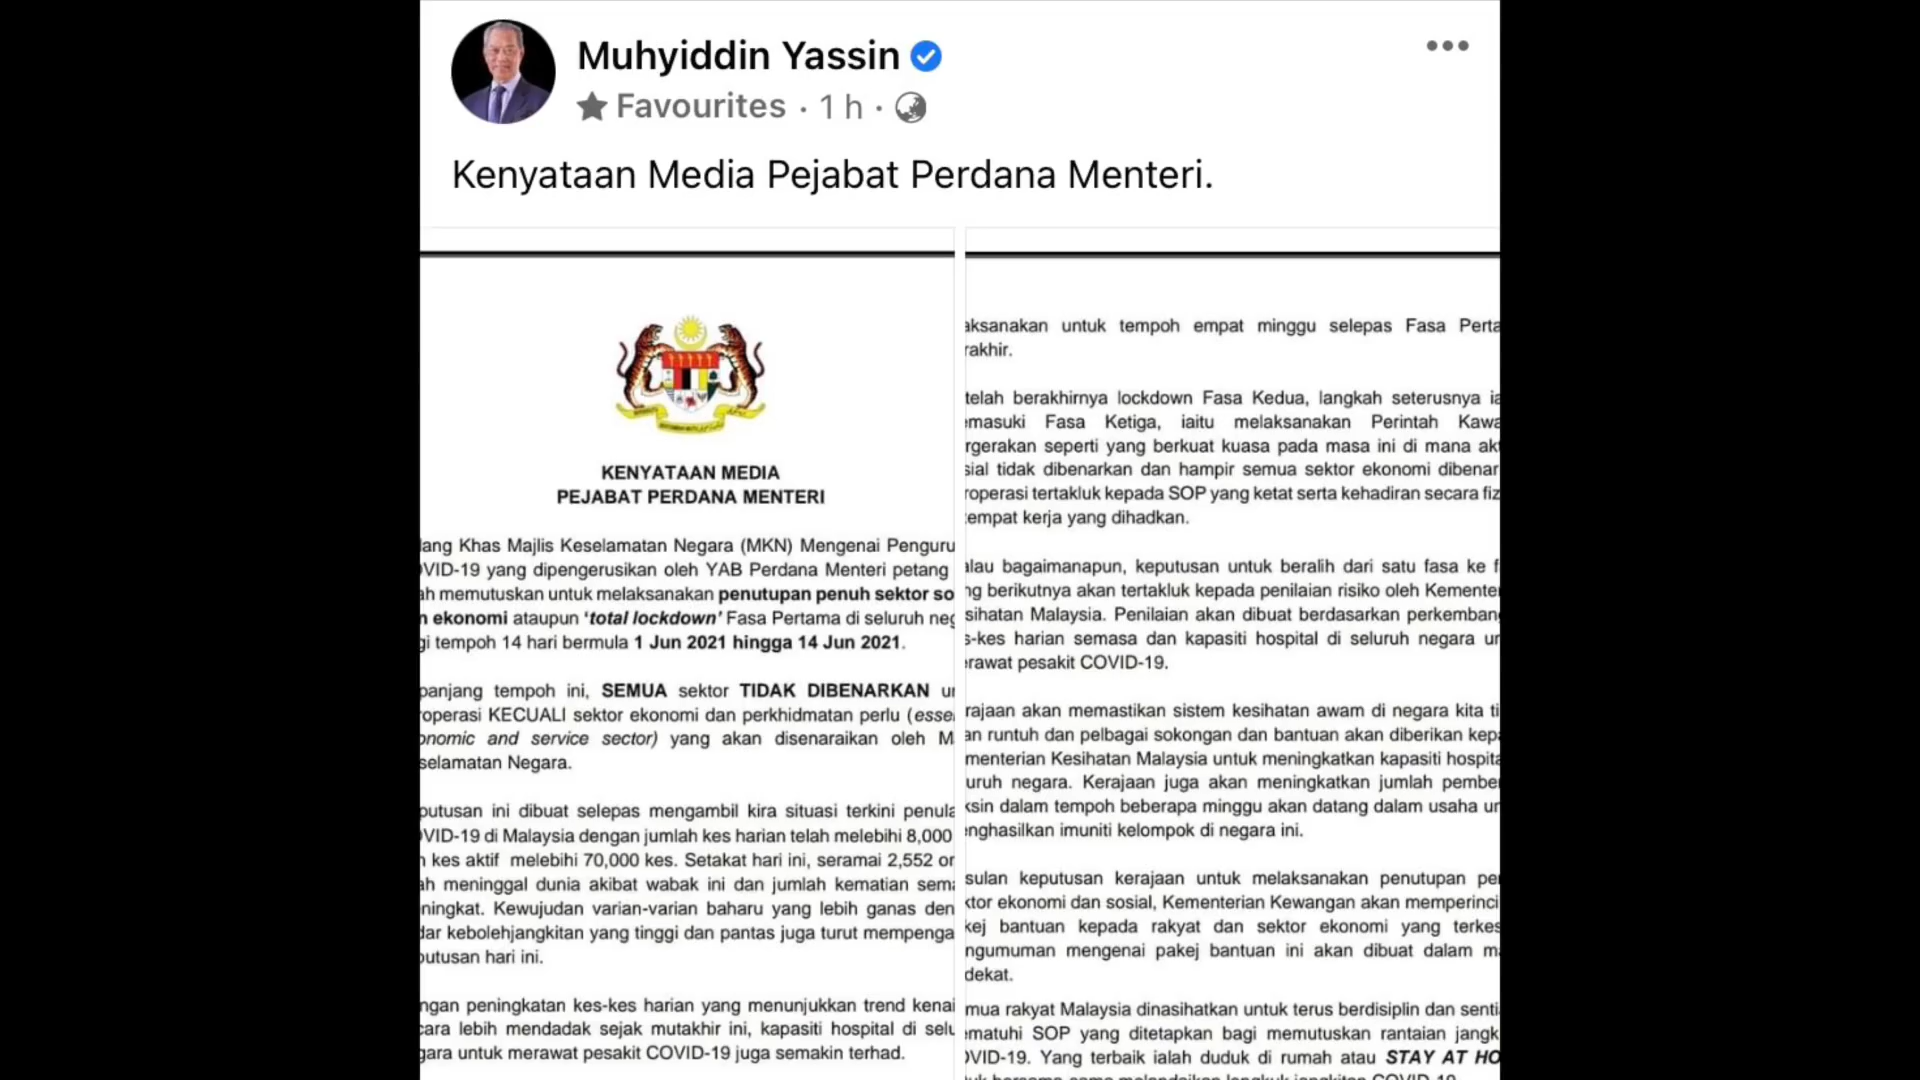 Muhyiddin Yassin
Favourites · 1 h ·
Kenyataan Media Pejabat Perdana Menteri.
KENYATAAN MEDIA
PEJABAT PERDANA MENTERI
Khas Majlis Keselamatan Negara (MKN) Mengenai
yang dipengerusikan oleh YAB Perdana Menteri petang
memutuskan untuk melaksanakan penutupan penuh sektor
ekonomi ataupun ‘total lockdown’ Fasa Pertama di seluruh
tempoh 14 hari bermula 1 Jun 2021 hingga 14 Jun 2021.
tempoh ini, SEMUA sektor TIDAK DIBENARKAN
KECUALI sektor ekonomi dan perkhidmatan perlu
and service sector) yang akan disenaraikan oleh
Negara.
ini dibuat selepas mengambil kira situasi terkini
di Malaysia dengan jumlah kes harian telah melebihi 8,000
kes aktif melebihi 70,000 kes. Setakat hari ini, seramai 2,552
meninggal dunia akibat wabak ini dan jumlah kematian
Kewujudan varian-varian baharu yang lebih ganas
kebolehjangkitan yang tinggi dan pantas juga turut
hari ini.
peningkatan kes-kes harian yang menunjukkan trend
lebih mendadak sejak mutakhir ini, kapasiti hospital di
untuk merawat pesakit COVID-19 juga semakin terhad.
untuk tempoh empat minggu selepas Fasa
berakhirnya lockdown Fasa Kedua, langkah seterusnya
Fasa Ketiga, iaitu melaksanakan Perintah
seperti yang berkuat kuasa pada masa ini di mana
tidak dibenarkan dan hampir semua sektor ekonomi
tertakluk kepada SOP yang ketat serta kehadiran secara
kerja yang dihadkan.
bagaimanapun, keputusan untuk beralih dari satu fasa ke
berikutnya akan tertakluk kepada penilaian risiko oleh
Malaysia. Penilaian akan dibuat berdasarkan
harian semasa dan kapasiti hospital di seluruh negara
pesakit COVID-19.
akan memastikan sistem kesihatan awam di negara kita
runtuh dan pelbagai sokongan dan bantuan akan diberikan
Kesihatan Malaysia untuk meningkatkan kapasiti
negara. Kerajaan juga akan meningkatkan jumlah
dalam tempoh beberapa minggu akan datang dalam usaha
imuniti kelompok di negara ini.
keputusan kerajaan untuk melaksanakan penutupan
ekonomi dan sosial, Kementerian Kewangan akan
bantuan kepada rakyat dan sektor ekonomi yang
mengenai pakej bantuan ini akan dibuat dalam
rakyat Malaysia dinasihatkan untuk terus berdisiplin dan
SOP yang ditetapkan bagi memutuskan rantaian
Yang terbaik ialah duduk di rumah atau STAY AT